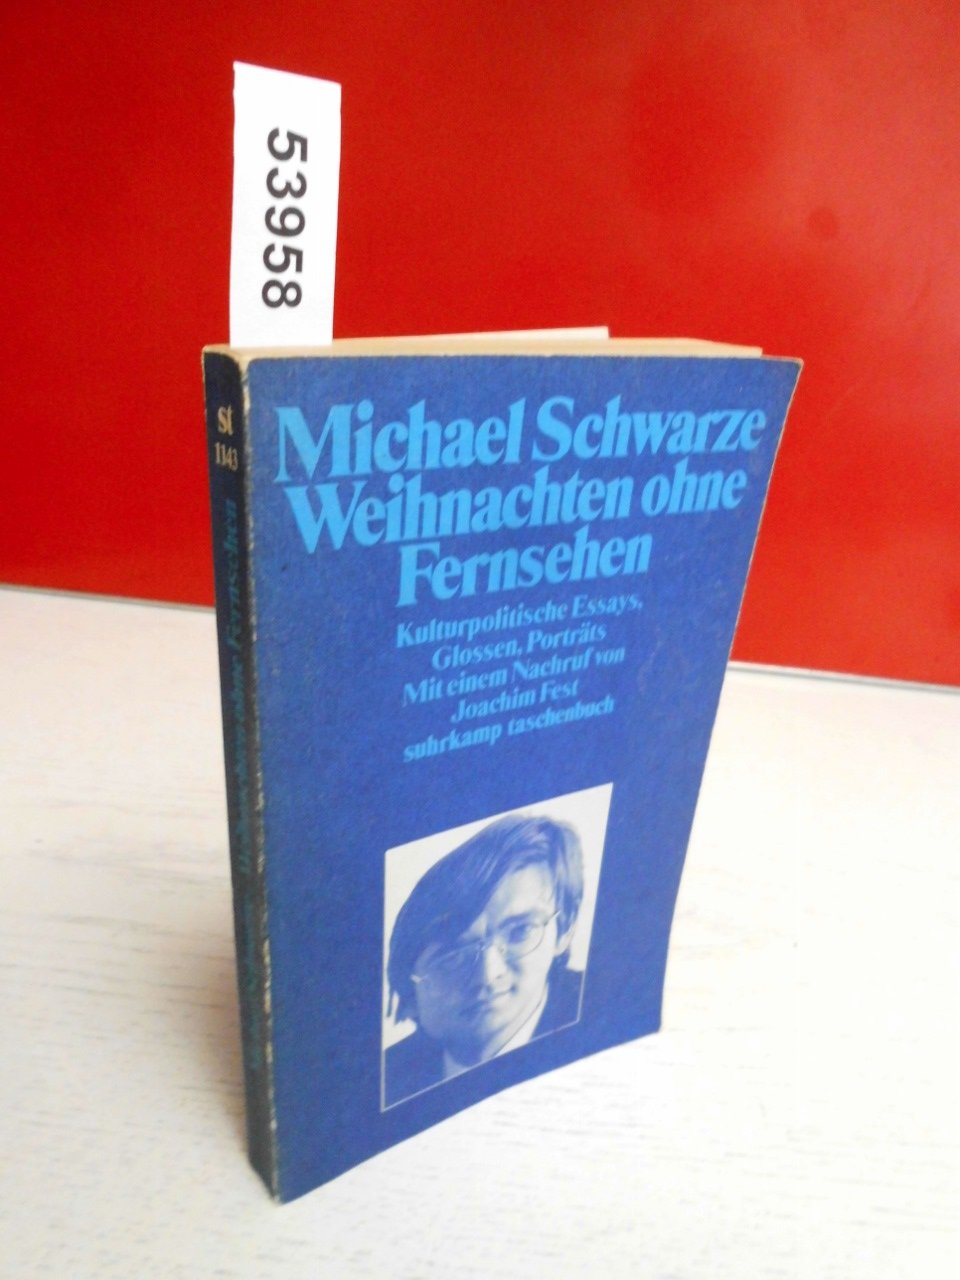 53958
st
1143
Fernsehen
Michael Schwarze
Weihnachten ohne
Fernsehen
Kulturpolitische Essays,
Glossen, Porträts
Mit einem Nachruf von
Joachim Fest
suhrkamp taschenbuch